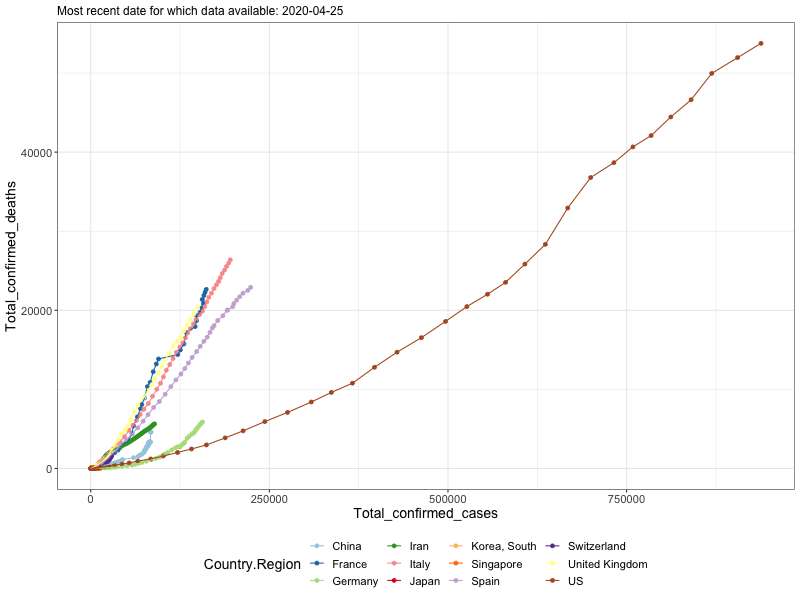 Most recent date for which data available: 2020-04-25
Total_confirmed_deaths
40000
20000
0
0 250000 500000 750000
Total_confirmed_cases
Country.Region
China Iran Korea, South Switzerland
France Italy Singapore United Kingdom
Germany Japan Spain US